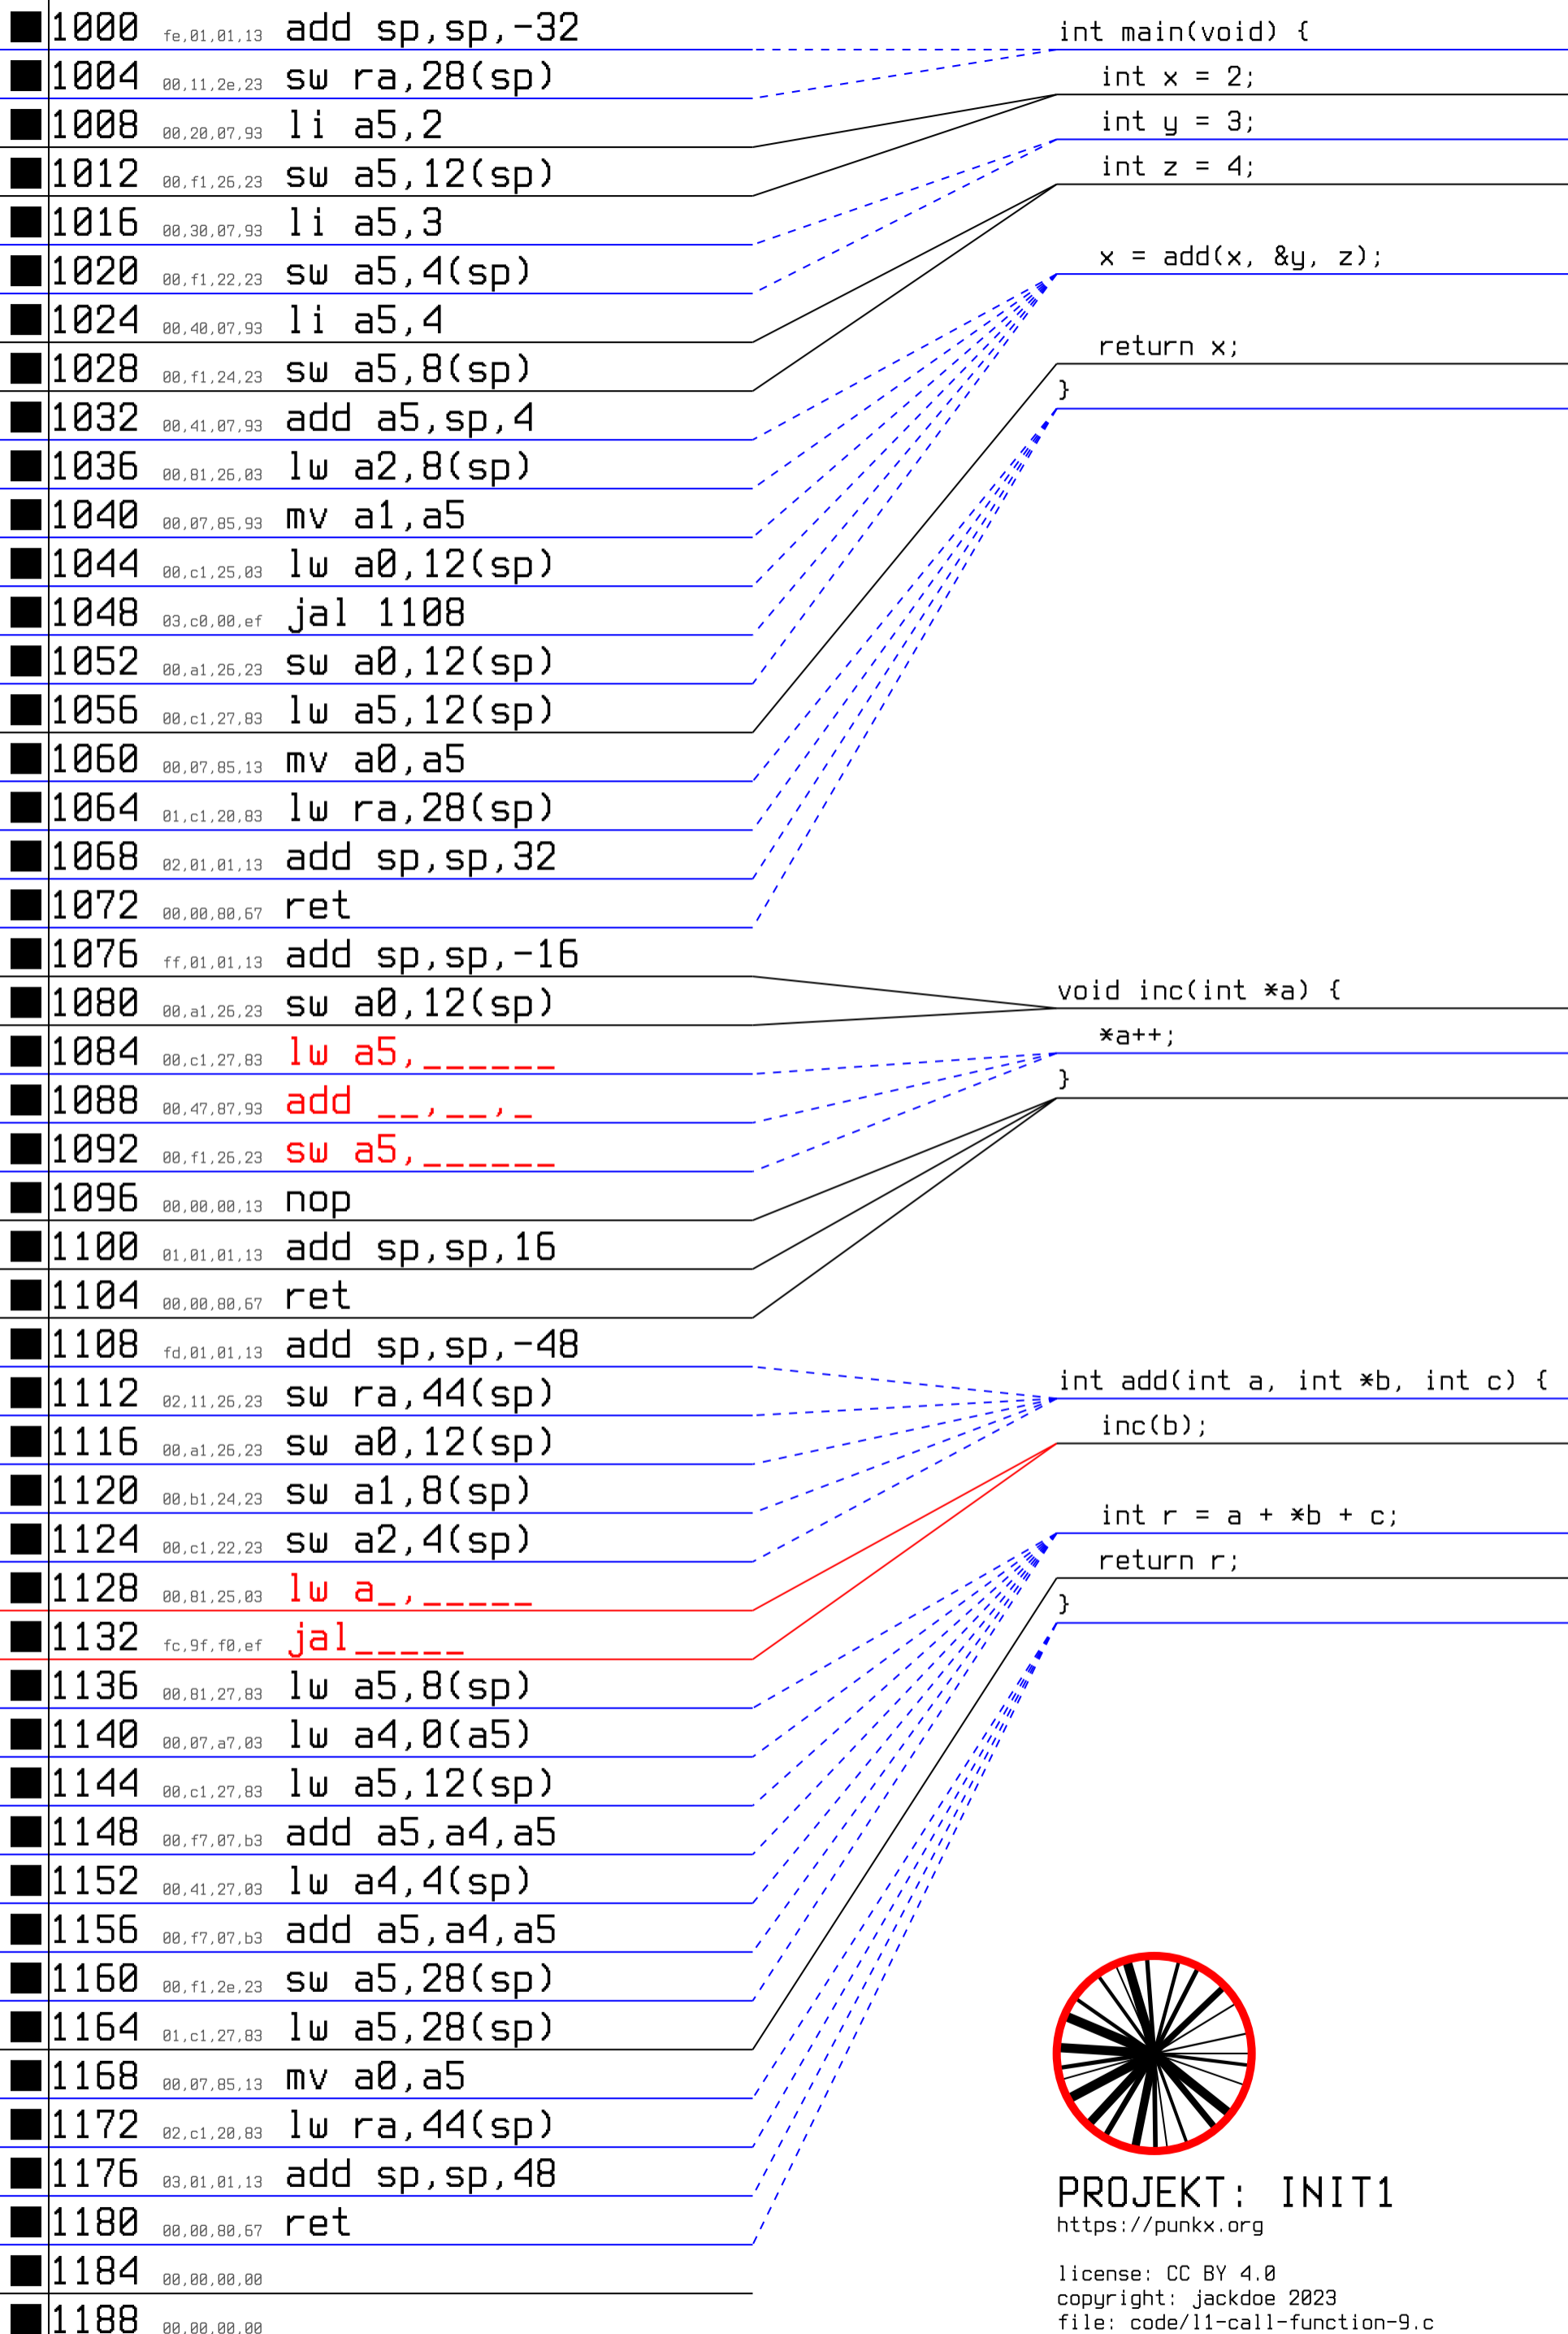 1000 fe,01,01,13 add sp,sp,-32
1004 00,11,2e,23 sw ra,28(sp)
1008 00,20,07,93 li a5,2
1012 00,f1,26,23 sw a5,12(sp)
1016 00,30,07,93 li a5,3
1020 00,f1,22,23 sw a5,4(sp)
1024 00,40,07,93 li a5,4
1028 00,f1,24,23 sw a5,8(sp)
1032 00,41,07,93 add a5,sp,4
1036 00,81,26,03 lw a2,8(sp)
1040 00,07,85,93 mv a1,a5
1044 00,c1,25,03 lw a0,12(sp)
1048 03,c0,00,ef jal 1108
1052 00,a1,26,23 sw a0,12(sp)
1056 00,c1,27,83 lw a5,12(sp)
1060 00,07,85,13 mv a0,a5
1064 01,c1,20,83 lw ra,28(sp)
1068 02,01,01,13 add sp,sp,32
1072 00,00,80,67 ret
1076 ff,01,01,13 add sp,sp,-16
1080 00,a1,26,23 sw a0,12(sp)
1084 00,c1,27,83 lw a5,______
1088 00,47,87,93 add __,__,_
1092 00,f1,26,23 sw a5,______
1096 00,00,00,13 nop
1100 01,01,01,13 add sp,sp,16
1104 00,00,80,67 ret
1108 fd,01,01,13 add sp,sp,-48
1112 02,11,26,23 sw ra,44(sp)
1116 00,a1,26,23 sw a0,12(sp)
1120 00,b1,24,23 sw a1,8(sp)
1124 00,c1,22,23 sw a2,4(sp)
1128 00,81,25,03 lw a_,_____
1132 fc,9f,f0,ef jal_____
1136 00,81,27,83 lw a5,8(sp)
1140 00,07,a7,03 lw a4,0(a5)
1144 00,c1,27,83 lw a5,12(sp)
1148 00,f7,07,b3 add a5,a4,a5
1152 00,41,27,03 lw a4,4(sp)
1156 00,f7,07,b3 add a5,a4,a5
1160 00,f1,2e,23 sw a5,28(sp)
1164 01,c1,27,83 lw a5,28(sp)
1168 00,07,85,13 mv a0,a5
1172 02,c1,20,83 lw ra,44(sp)
1176 03,01,01,13 add sp,sp,48
1180 00,00,80,67 ret
1184 00,00,00,00
1188 00,00,00,00
int main(void) {
int x = 2;
int y = 3;
int z = 4;
x = add(x, &y, z);
return x;
}
void inc(int *a) {
*a++;
}
int add(int a, int *b, int c) {
inc(b);
int r = a + *b + c;
return r;
}
PROJEKT: INIT1
https://punkx.org
license: CC BY 4.0
copyright: jackdoe 2023
file: code/l1-call-function-9.c